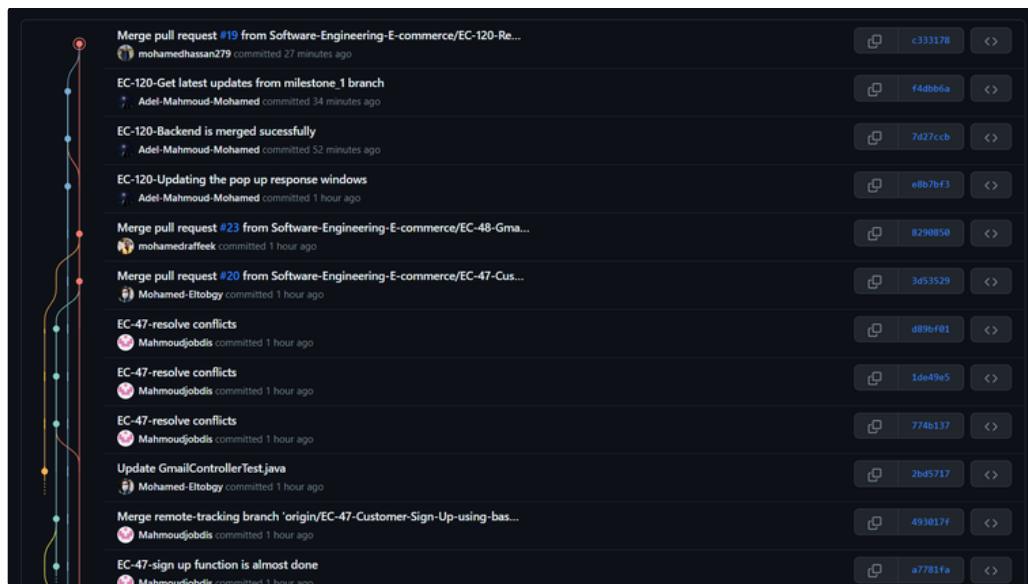 Merge pull request #19 from Software-Engineering-E-commerce/EC-120-Re...
c333178
mohamedhassan279 committed 27 minutes ago
EC-120-Get latest updates from milestone_1 branch
f4dbb6a
Adel-Mahmoud-Mohamed committed 34 minutes ago
EC-120-Backend is merged sucessfully
7d27ccb
Adel-Mahmoud-Mohamed committed 52 minutes ago
EC-120-Updating the pop up response windows
e8b7bf3
Adel-Mahmoud-Mohamed committed 1 hour ago
Merge pull request #23 from Software-Engineering-E-commerce/EC-48-Gma...
8290850
mohamedraffeek committed 1 hour ago
Merge pull request #20 from Software-Engineering-E-commerce/EC-47-Cus...
3d53529
Mohamed-Eltobgy committed 1 hour ago
EC-47-resolve conflicts
d89bf01
Mahmoudjobdis committed 1 hour ago
EC-47-resolve conflicts
1de49e5
Mahmoudjobdis committed 1 hour ago
EC-47-resolve conflicts
774b137
Mahmoudjobdis committed 1 hour ago
Update GmailControllerTest.java
2bd5717
Mohamed-Eltobgy committed 1 hour ago
Merge remote-tracking branch 'origin/EC-47-Customer-Sign-Up-using-bas...
493017f
Mahmoudjobdis committed 1 hour ago
EC-47-sign up function is almost done
a7781fa
Mahmoudjobdis committed 1 hour ago